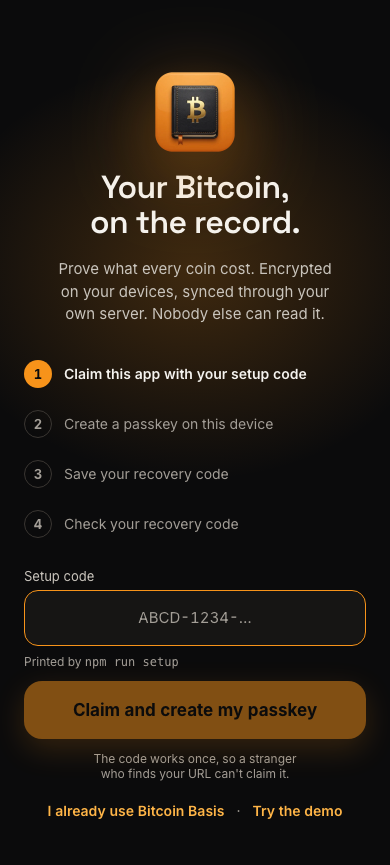 ₿
Your Bitcoin,
on the record.
Prove what every coin cost. Encrypted
on your devices, synced through your
own server. Nobody else can read it.
1 Claim this app with your setup code
2 Create a passkey on this device
3 Save your recovery code
4 Check your recovery code
Setup code
ABCD-1234-…
Printed by npm run setup
Claim and create my passkey
The code works once, so a stranger
who finds your URL can't claim it.
I already use Bitcoin Basis · Try the demo